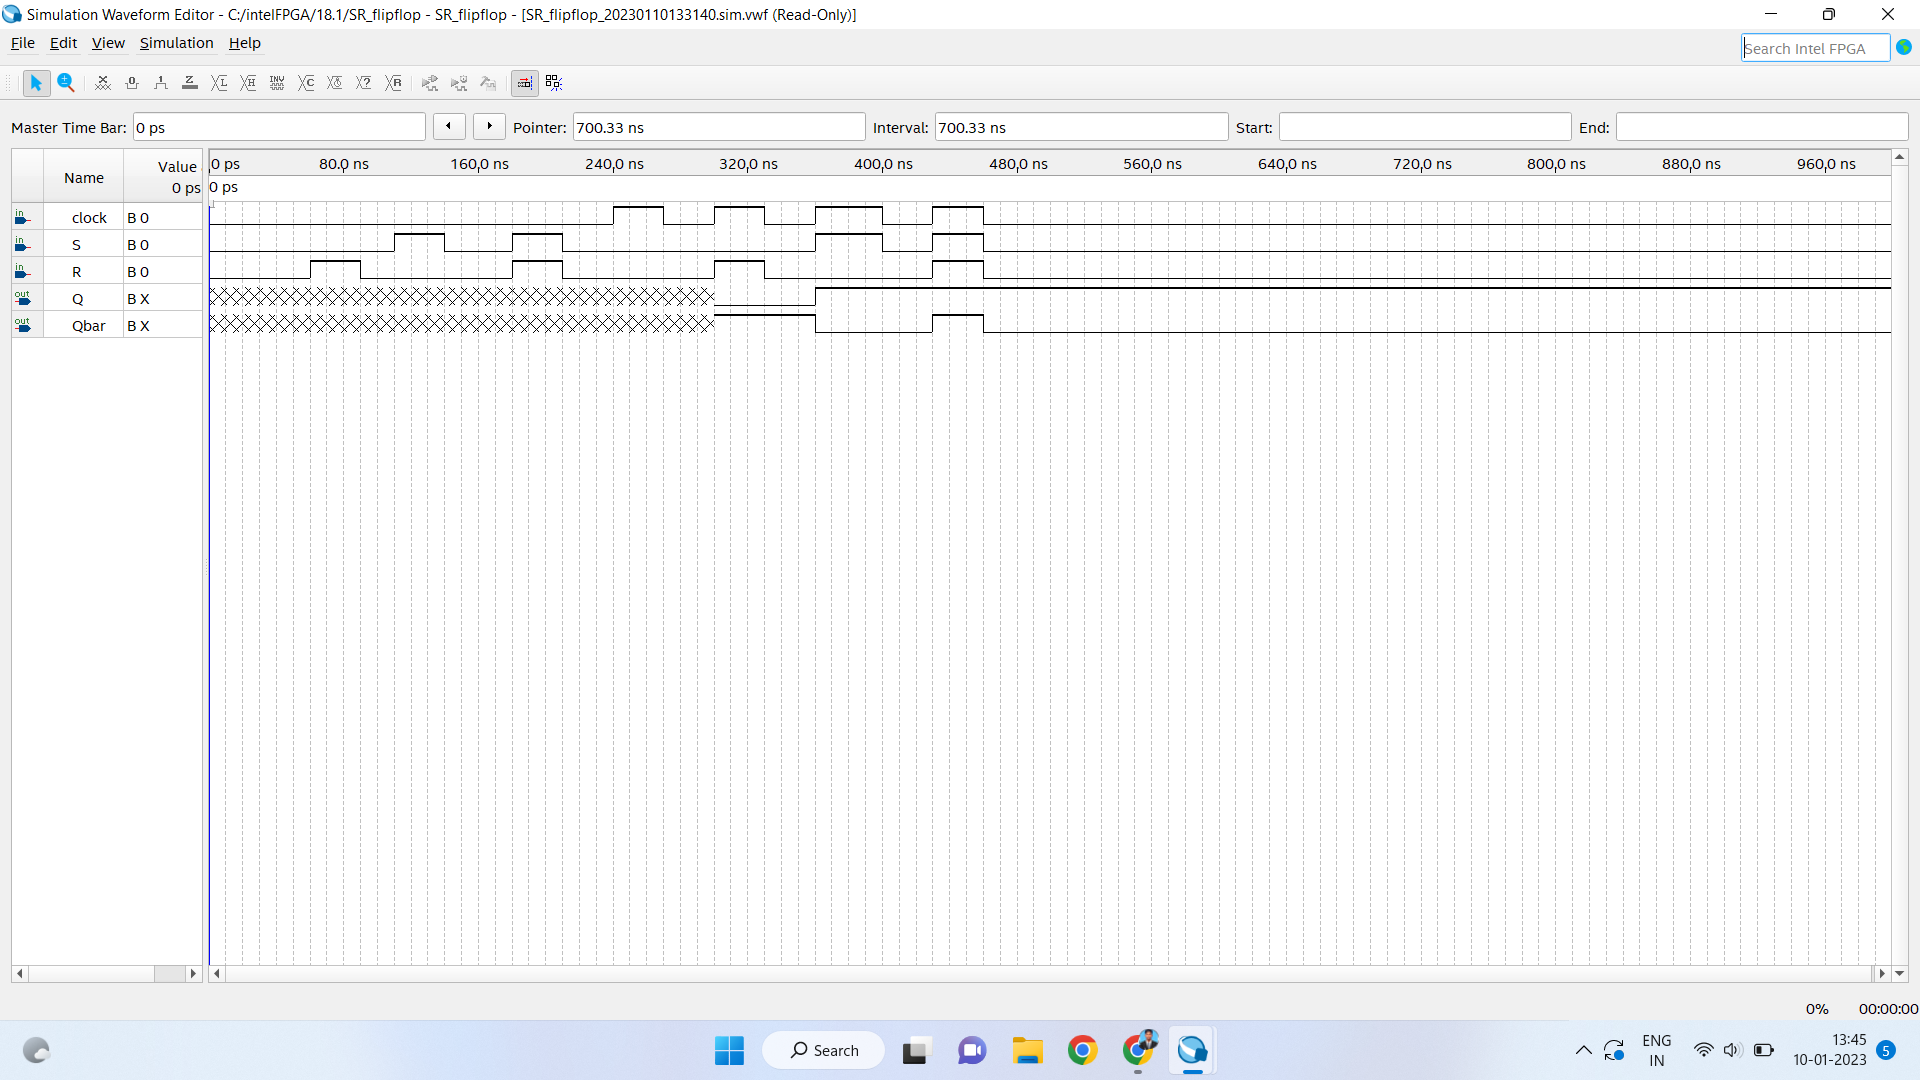 Simulation Waveform Editor - C:/intelFPGA/18.1/SR_flipflop - SR_flipflop - [SR_flipflop_20230110133140.sim.vwf (Read-Only)]
File Edit View Simulation Help
Search Intel FPGA
Master Time Bar: 0 ps Pointer: 700.33 ns Interval: 700.33 ns Start: End:
Name Value 0 ps
0 ps 80.0 ns 160.0 ns 240.0 ns 320.0 ns 400.0 ns 480.0 ns 560.0 ns 640.0 ns 720.0 ns 800.0 ns 880.0 ns 960.0 ns
0 ps
in clock B 0
in S B 0
in R B 0
out Q B X
out Qbar B X
0% 00:00:00
Search
ENG
IN
13:45
10-01-2023
5